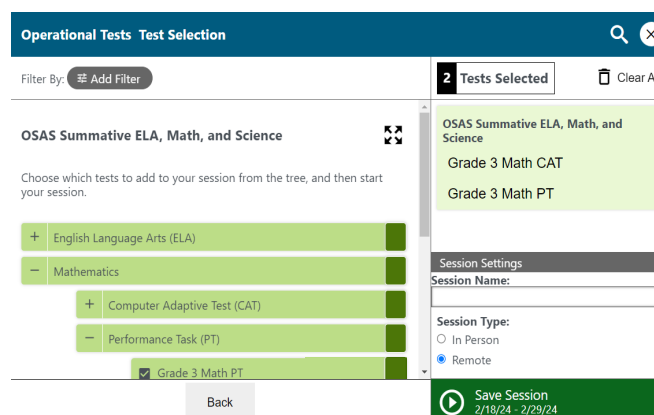 Operational Tests Test Selection
Filter By: Add Filter
2 Tests Selected
Clear A
OSAS Summative ELA, Math, and Science
Choose which tests to add to your session from the tree, and then start
your session.
+ English Language Arts (ELA)
− Mathematics
+ Computer Adaptive Test (CAT)
− Performance Task (PT)
Grade 3 Math PT
Back
OSAS Summative ELA, Math, and
Science
Grade 3 Math CAT
Grade 3 Math PT
Session Settings
Session Name:
Session Type:
In Person
Remote
Save Session
2/18/24 - 2/29/24